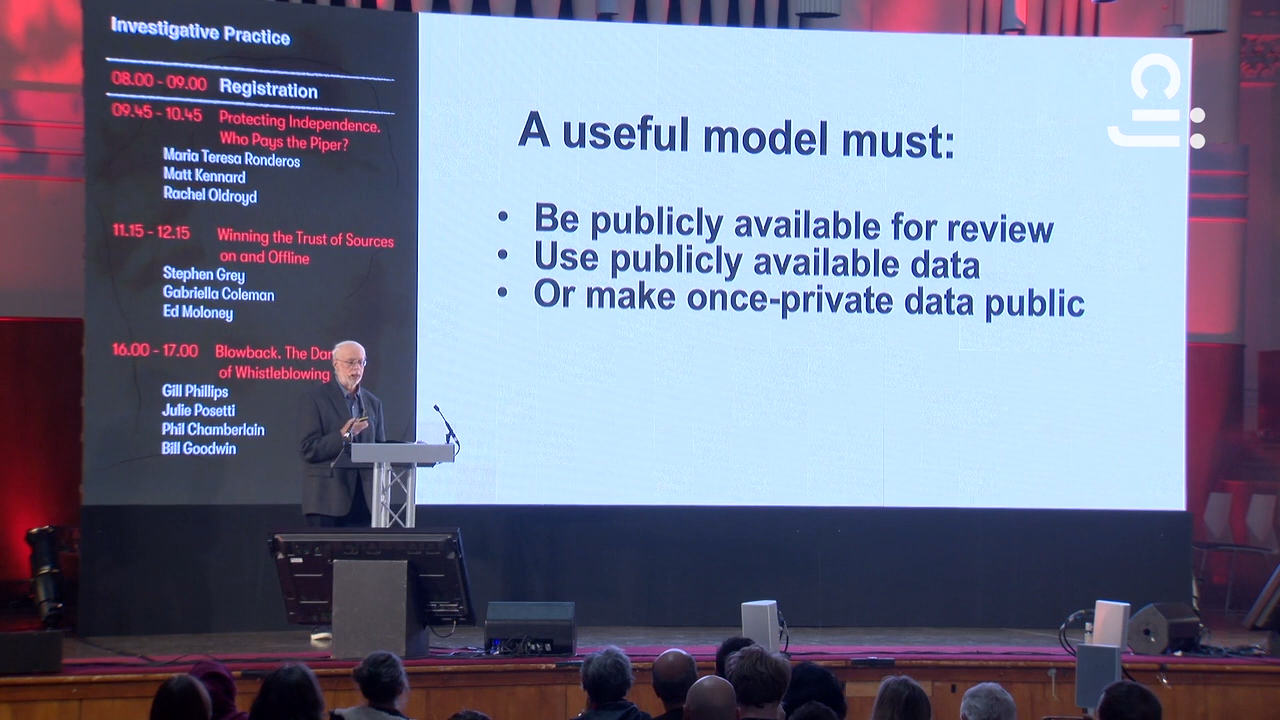 Investigative Practice
08.00 - 09.00 Registration
09.45 - 10.45 Protecting Independence.
Who Pays the Piper?
Maria Teresa Ronderos
Matt Kennard
Rachel Oldroyd
11.15 - 12.15 Winning the Trust of Sources
on and Offline
Stephen Grey
Gabriella Coleman
Ed Moloney
16.00 - 17.00 Blowback. The Dar
of Whistleblowing
Gill Phillips
Julie Posetti
Phil Chamberlain
Bill Goodwin
A useful model must:
• Be publicly available for review
• Use publicly available data
• Or make once-private data public
cij: